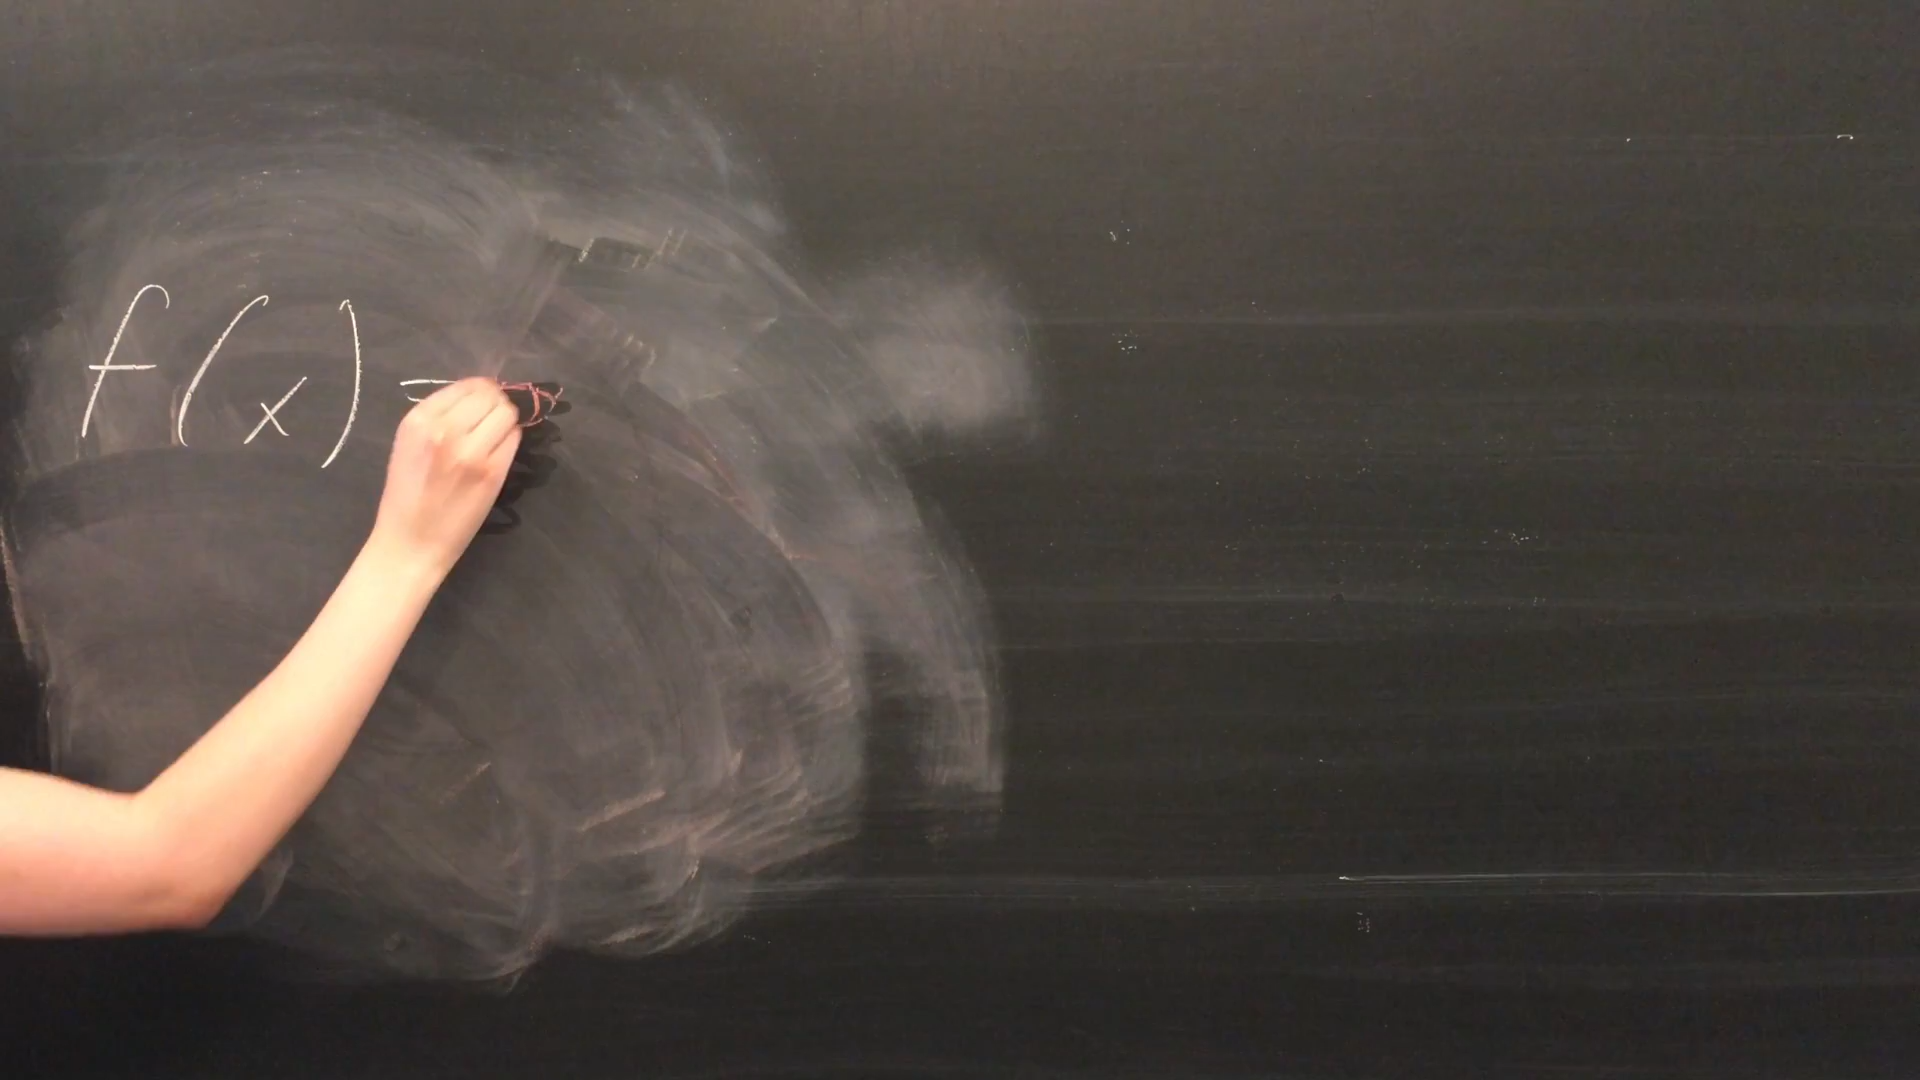 f(x) =